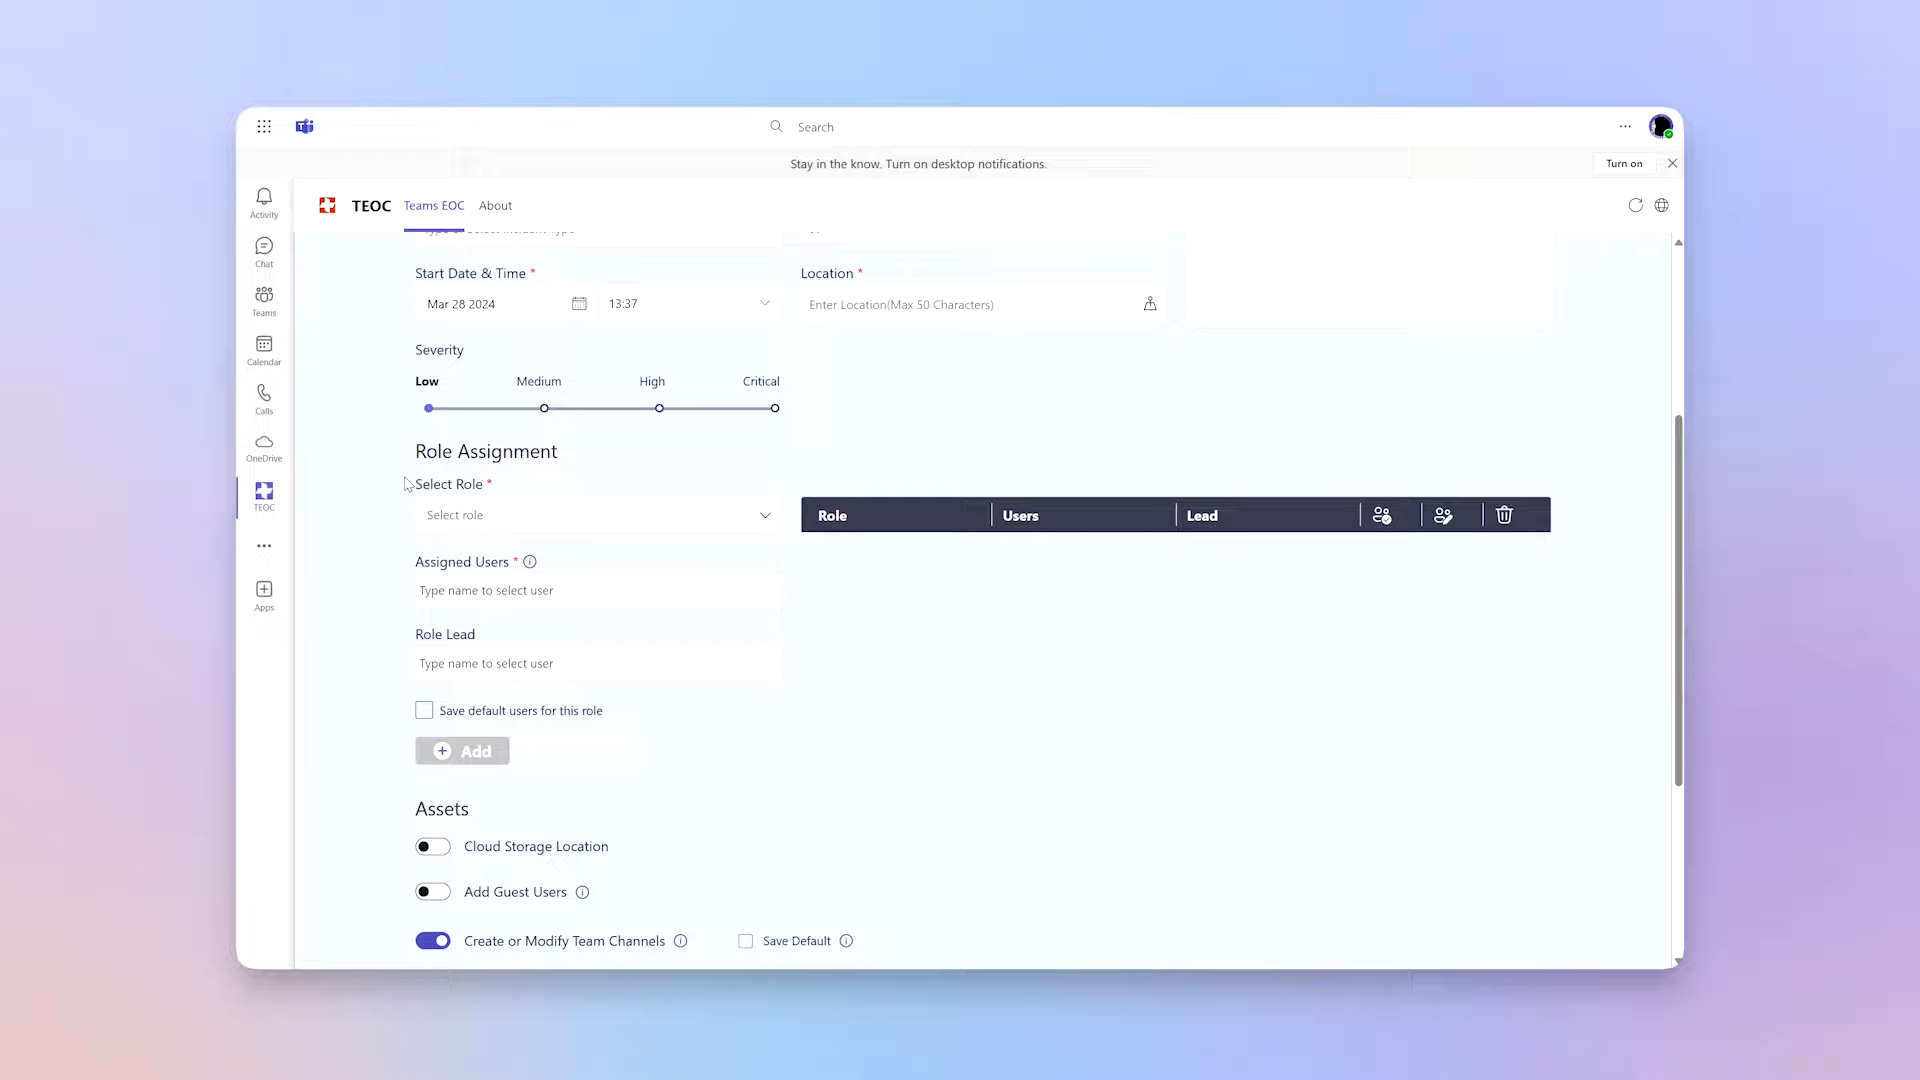 Search
Stay in the know. Turn on desktop notifications.
Turn on
Activity
Chat
Teams
Calendar
Calls
OneDrive
TEOC
Apps
TEOC
Teams EOC
About
Start Date & Time *
Mar 28 2024
13:37
Location *
Enter Location(Max 50 Characters)
Severity
Low
Medium
High
Critical
Role Assignment
Select Role *
Select role
Role
Users
Lead
Assigned Users *
Type name to select user
Role Lead
Type name to select user
Save default users for this role
Add
Assets
Cloud Storage Location
Add Guest Users
Create or Modify Team Channels
Save Default